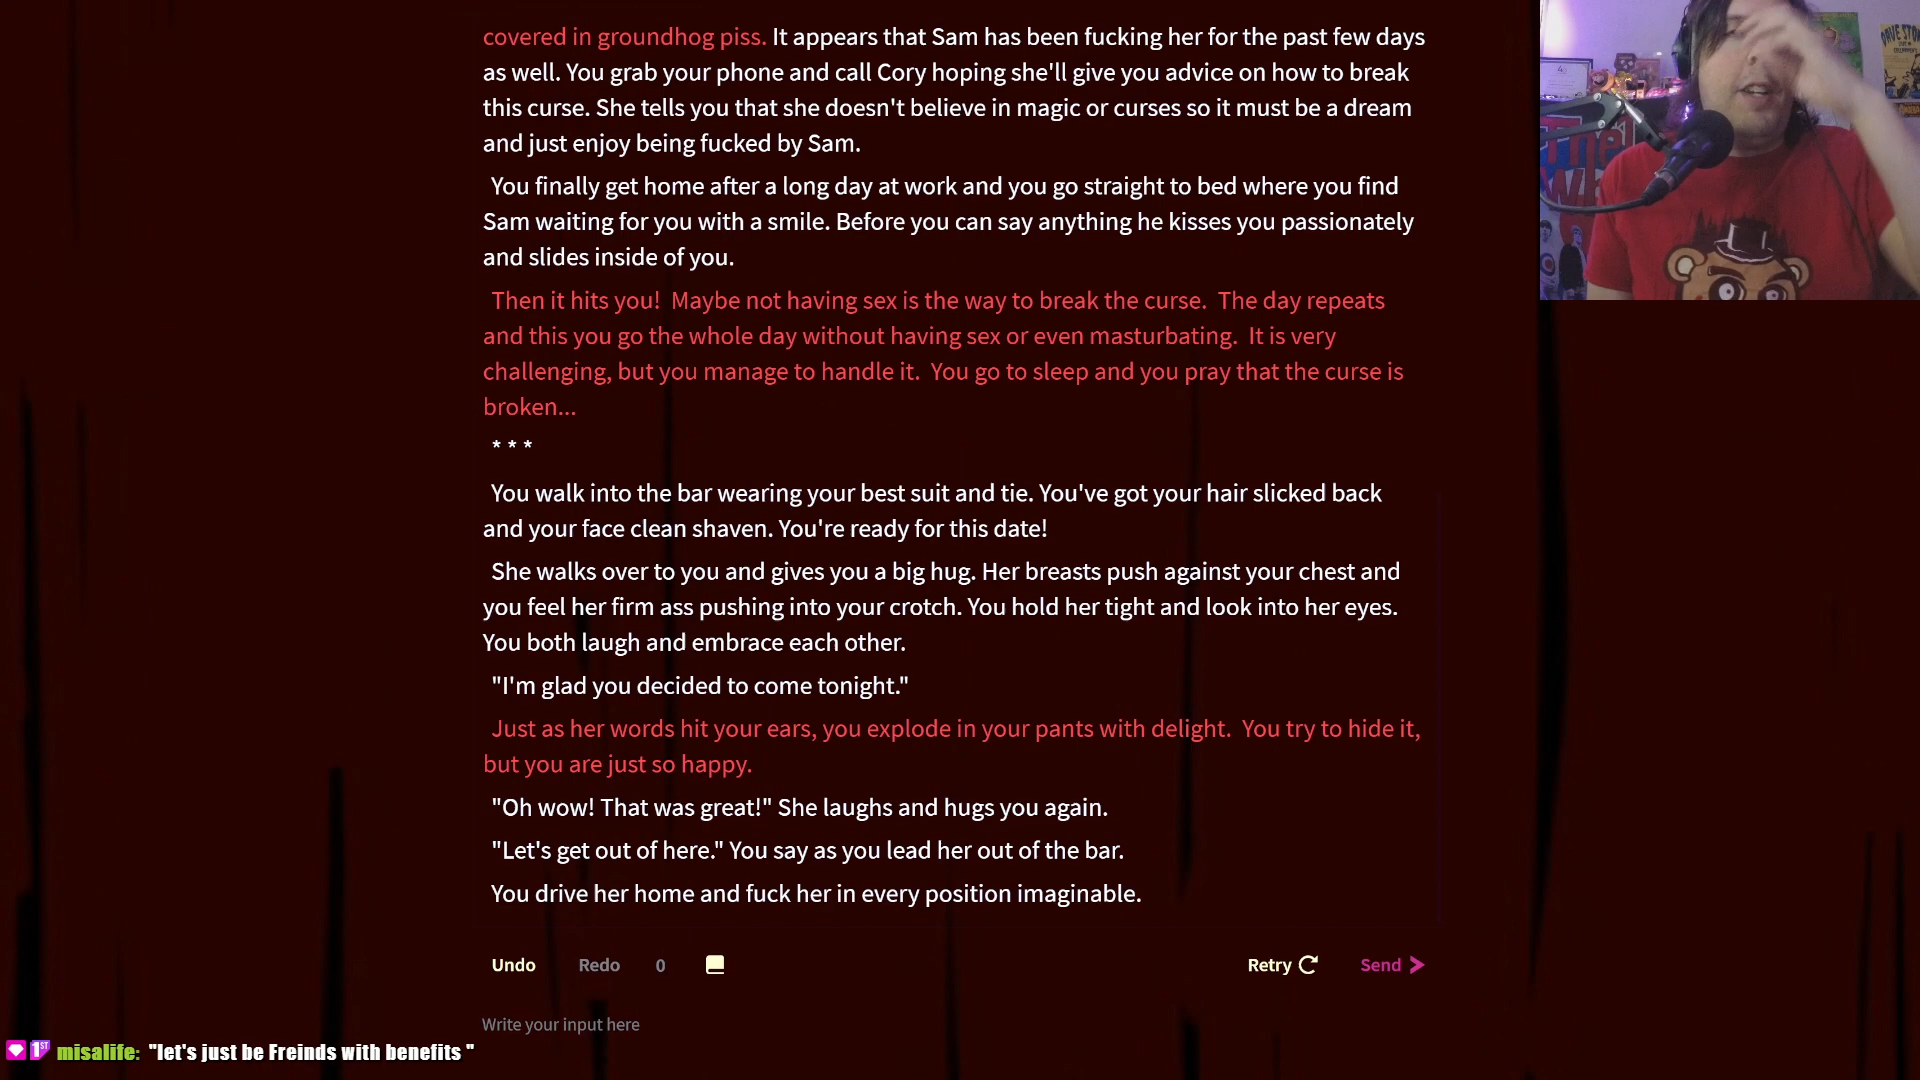 covered in groundhog piss. It appears that Sam has been fucking her for the past few days
as well. You grab your phone and call Cory hoping she'll give you advice on how to break
this curse. She tells you that she doesn't believe in magic or curses so it must be a dream
and just enjoy being fucked by Sam.
You finally get home after a long day at work and you go straight to bed where you find
Sam waiting for you with a smile. Before you can say anything he kisses you passionately
and slides inside of you.
Then it hits you!  Maybe not having sex is the way to break the curse.  The day repeats
and this you go the whole day without having sex or even masturbating.  It is very
challenging, but you manage to handle it.  You go to sleep and you pray that the curse is
broken...
* * *
You walk into the bar wearing your best suit and tie. You've got your hair slicked back
and your face clean shaven. You're ready for this date!
She walks over to you and gives you a big hug. Her breasts push against your chest and
you feel her firm ass pushing into your crotch. You hold her tight and look into her eyes.
You both laugh and embrace each other.
"I'm glad you decided to come tonight."
Just as her words hit your ears, you explode in your pants with delight.  You try to hide it,
but you are just so happy.
"Oh wow! That was great!" She laughs and hugs you again.
"Let's get out of here." You say as you lead her out of the bar.
You drive her home and fuck her in every position imaginable.
Undo Redo 0 Retry Send
Write your input here
1ST misalife: "let's just be Freinds with benefits "
The